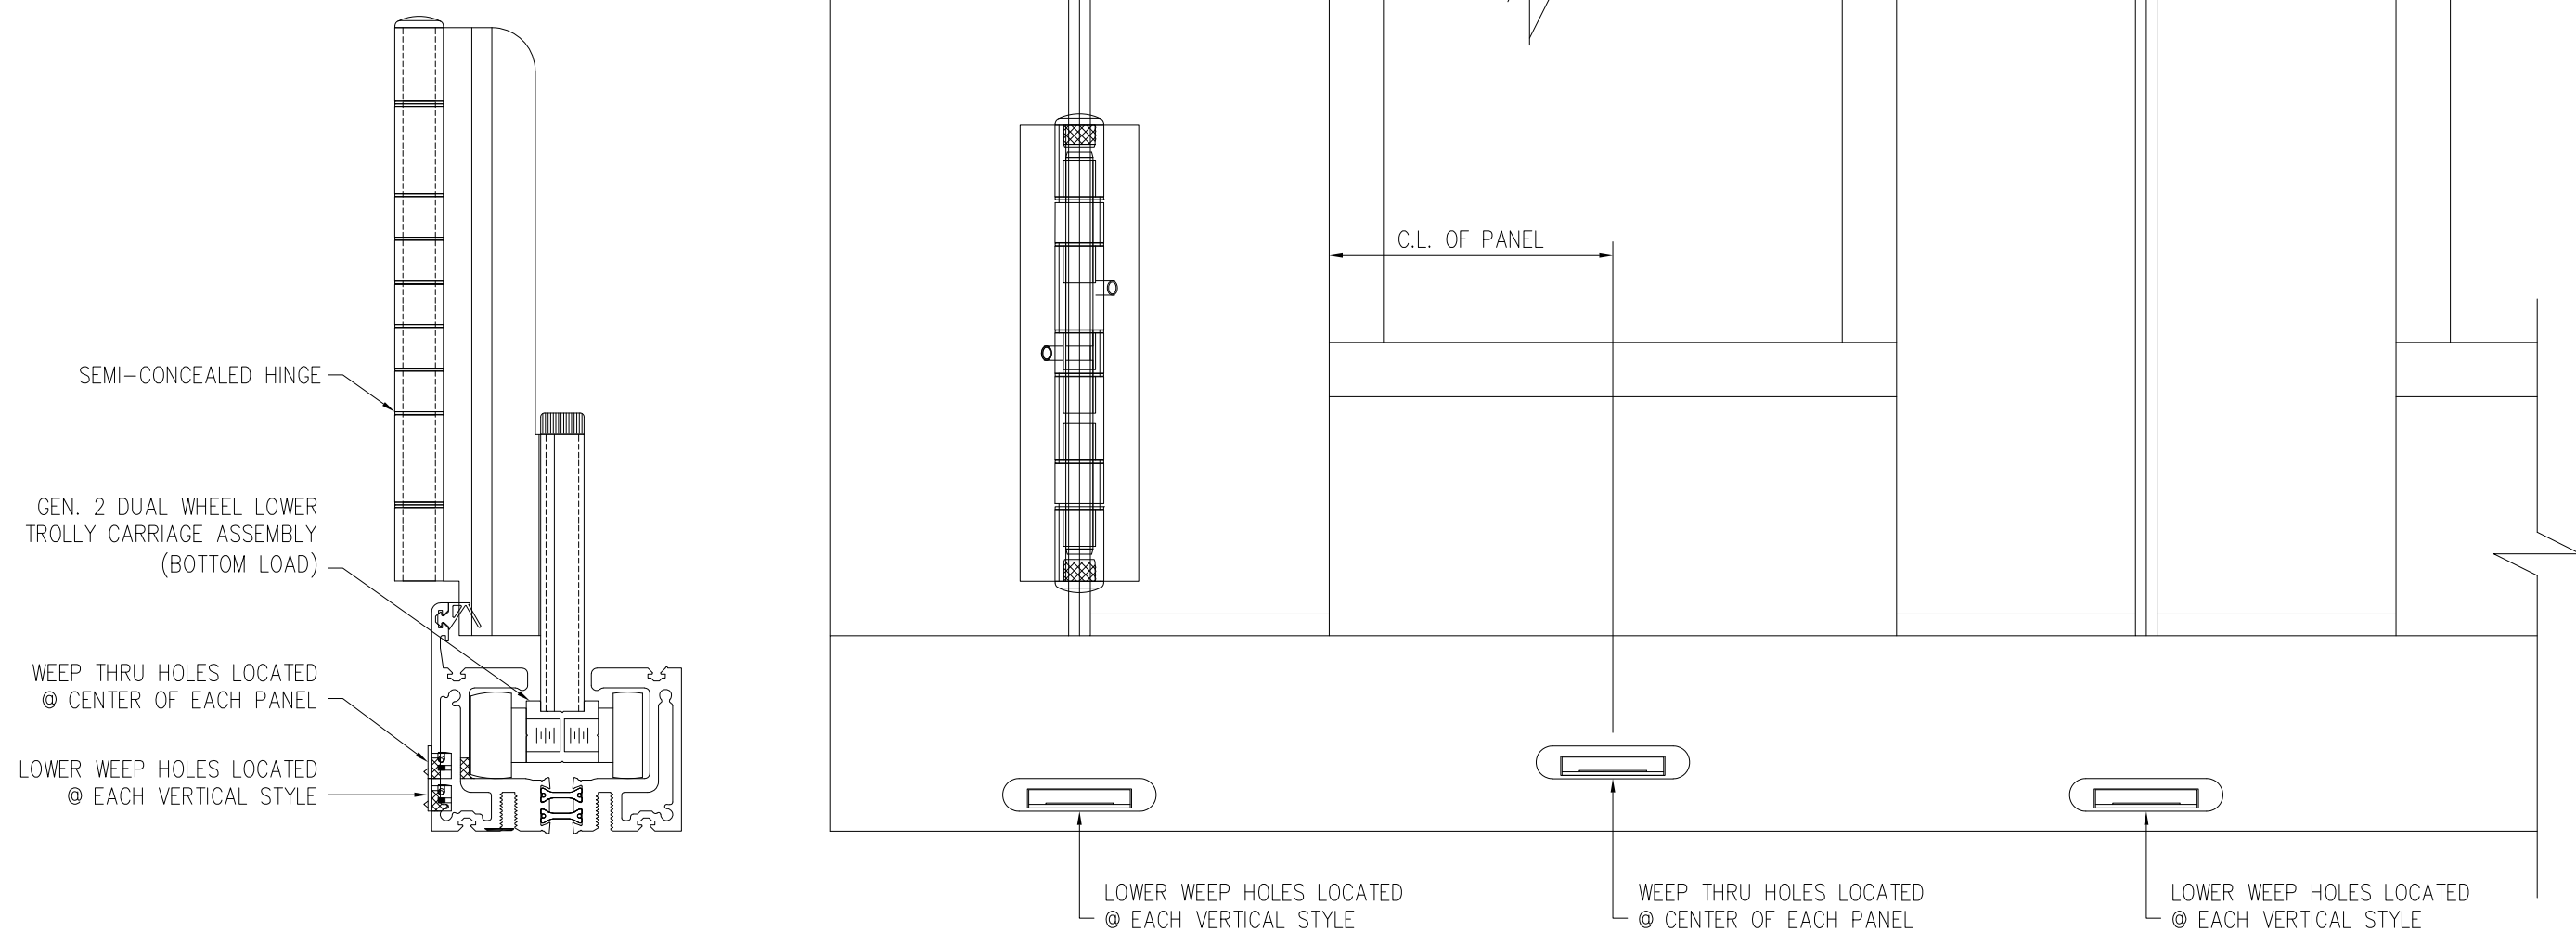 SEMI-CONCEALED HINGE
GEN. 2 DUAL WHEEL LOWER
TROLLY CARRIAGE ASSEMBLY
(BOTTOM LOAD)
WEEP THRU HOLES LOCATED
@ CENTER OF EACH PANEL
LOWER WEEP HOLES LOCATED
@ EACH VERTICAL STYLE
C.L. OF PANEL
LOWER WEEP HOLES LOCATED
@ EACH VERTICAL STYLE
WEEP THRU HOLES LOCATED
@ CENTER OF EACH PANEL
LOWER WEEP HOLES LOCATED
@ EACH VERTICAL STYLE